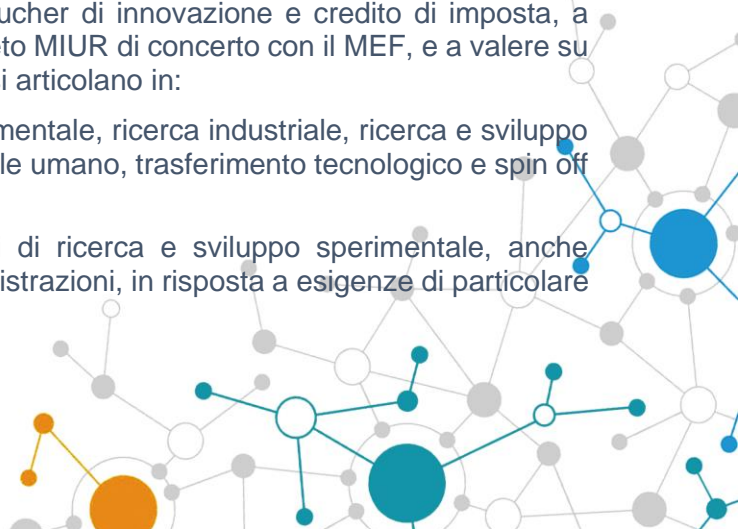 ucher di innovazione e credito di imposta, a
eto MIUR di concerto con il MEF, e a valere su
si articolano in:
mentale, ricerca industriale, ricerca e sviluppo
le umano, trasferimento tecnologico e spin off
di ricerca e sviluppo sperimentale, anche
istrazioni, in risposta a esigenze di particolare